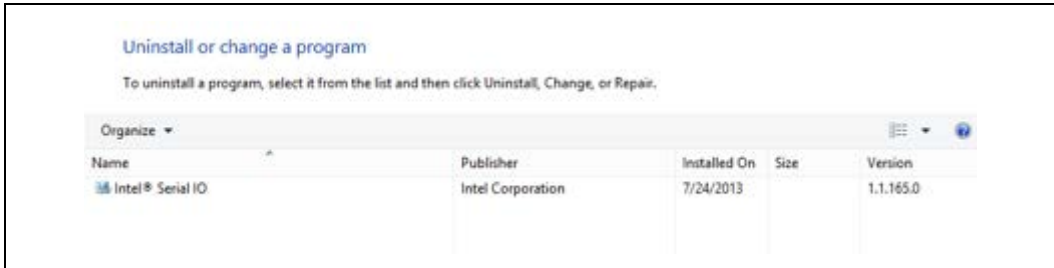 Uninstall or change a program
To uninstall a program, select it from the list and then click Uninstall, Change, or Repair.
Organize
Name Publisher Installed On Size Version
Intel® Serial IO Intel Corporation 7/24/2013 1.1.165.0